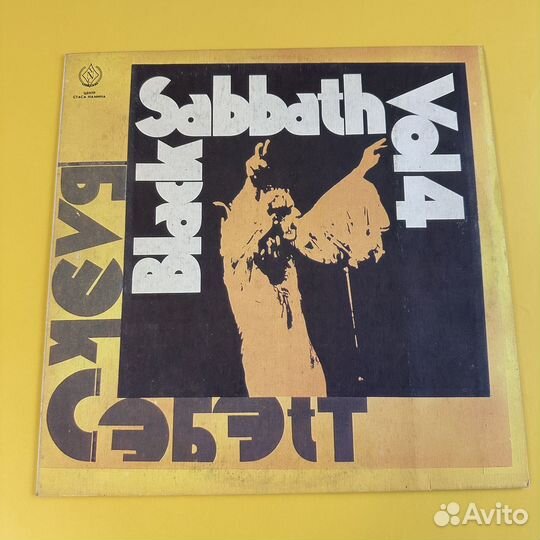 ЦЕНТР
СТАСА НАМИНА
Black Sabbath Vol 4
Блэк
Сэбэтт
Avito